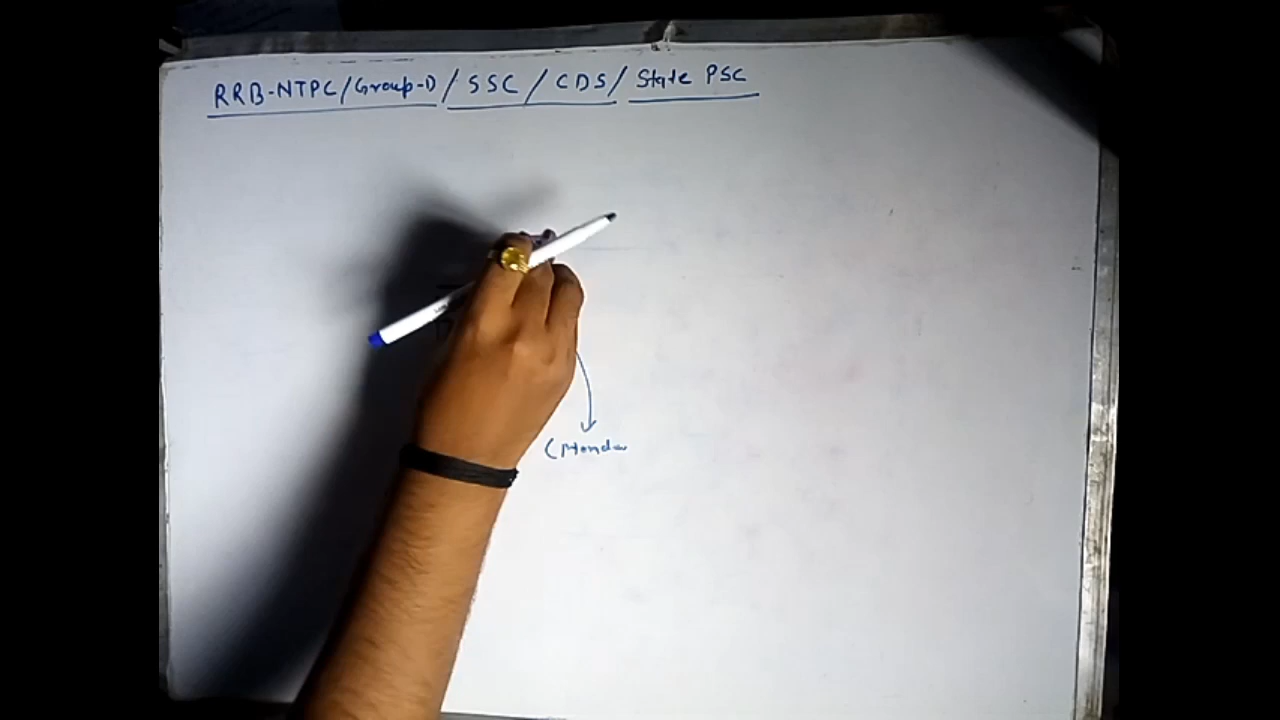 RRB-NTPC/Group-D / SSC / CDS / State PSC
(Monda